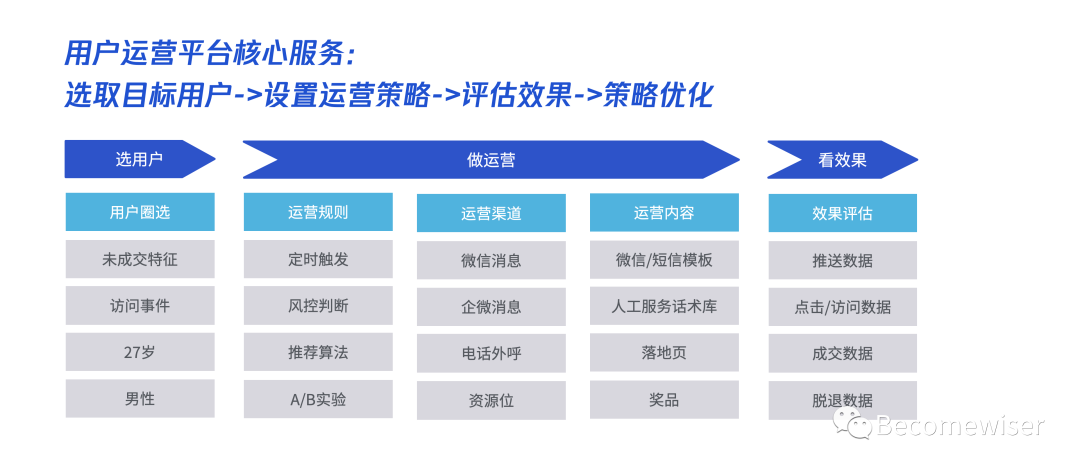 用户运营平台核心服务:
选取目标用户->设置运营策略->评估效果->策略优化
选用户
做运营
看效果
用户圈选
运营规则
运营渠道
运营内容
效果评估
未成交特征
定时触发
微信消息
微信/短信模板
推送数据
访问事件
风控判断
企微消息
人工服务话术库
点击/访问数据
27岁
推荐算法
电话外呼
落地页
成交数据
男性
A/B实验
资源位
奖品
脱退数据
Becomewiser